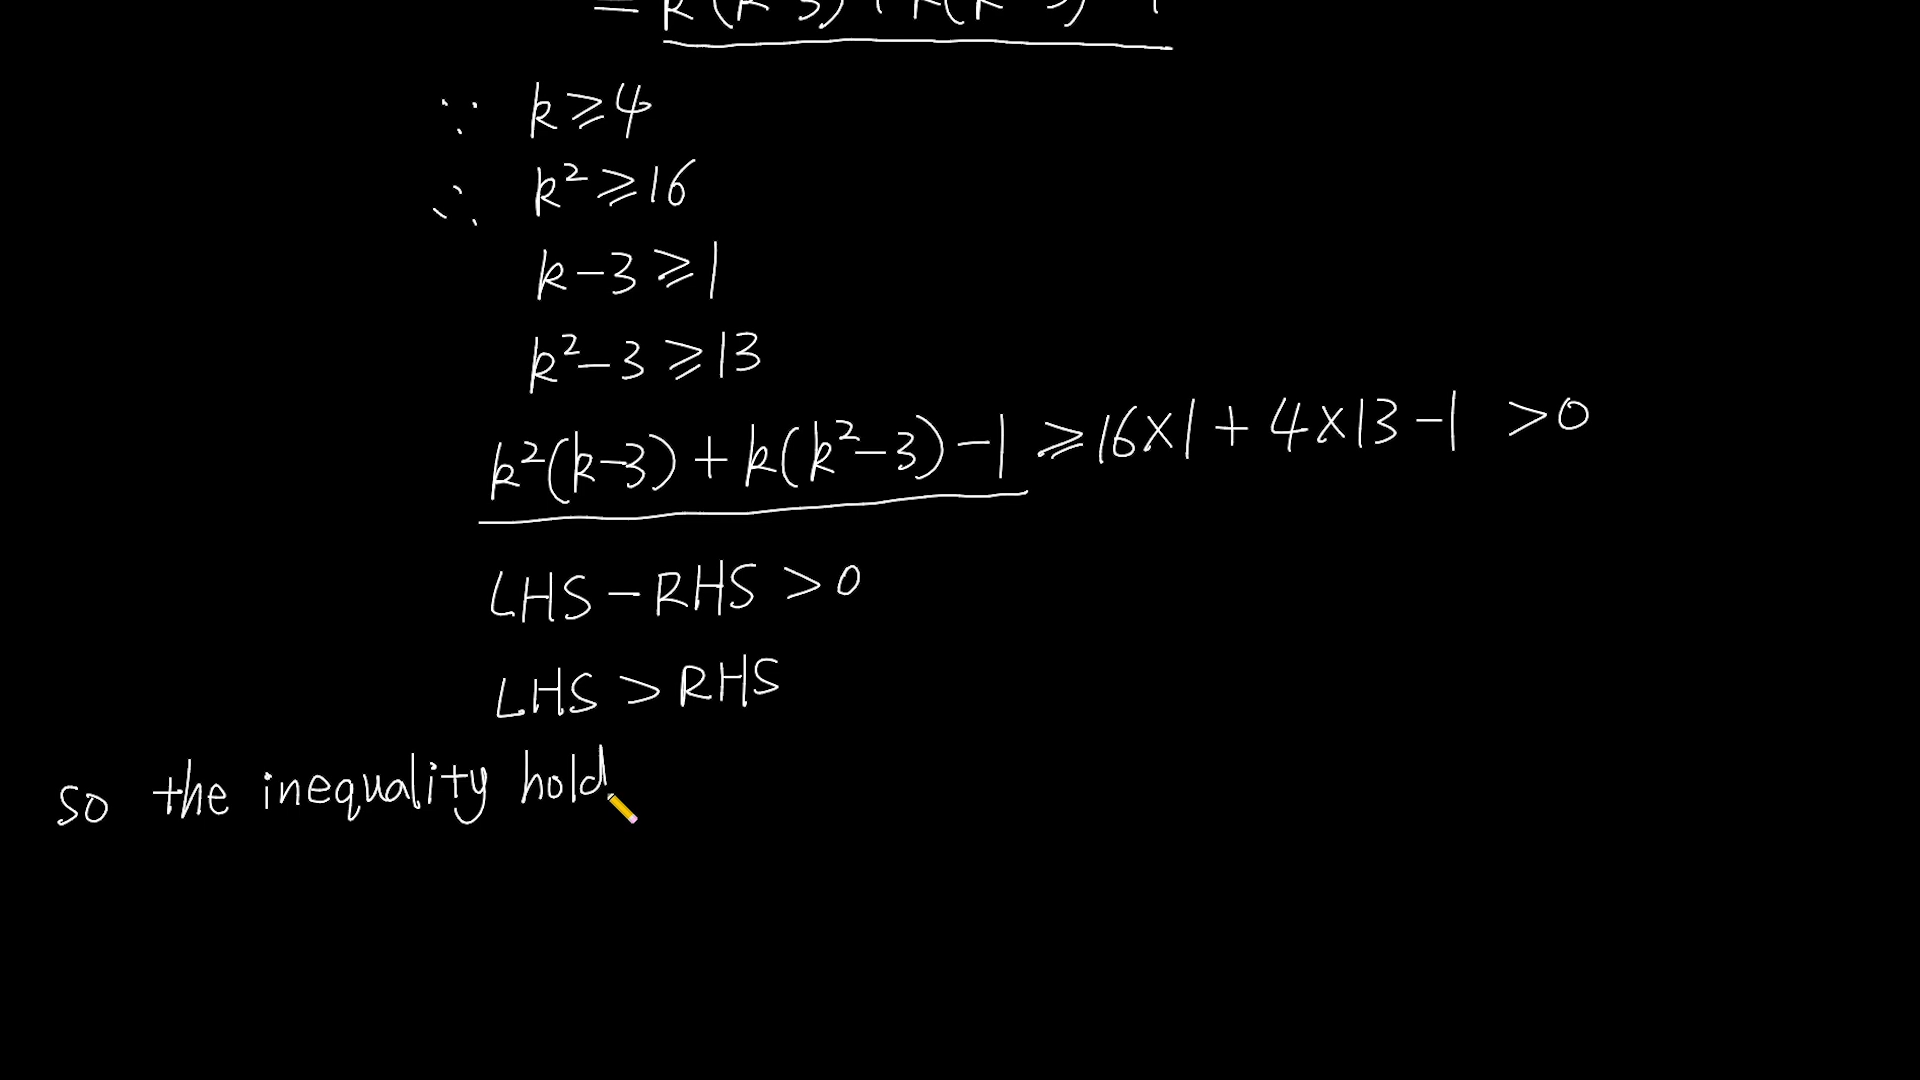 ∵ k⩾4
∴ k²⩾16
k-3⩾1
k²-3⩾13
k²(k-3)+k(k²-3)-1 ⩾16×1+4×13-1 >0
LHS-RHS>0
LHS>RHS
so the inequality hold